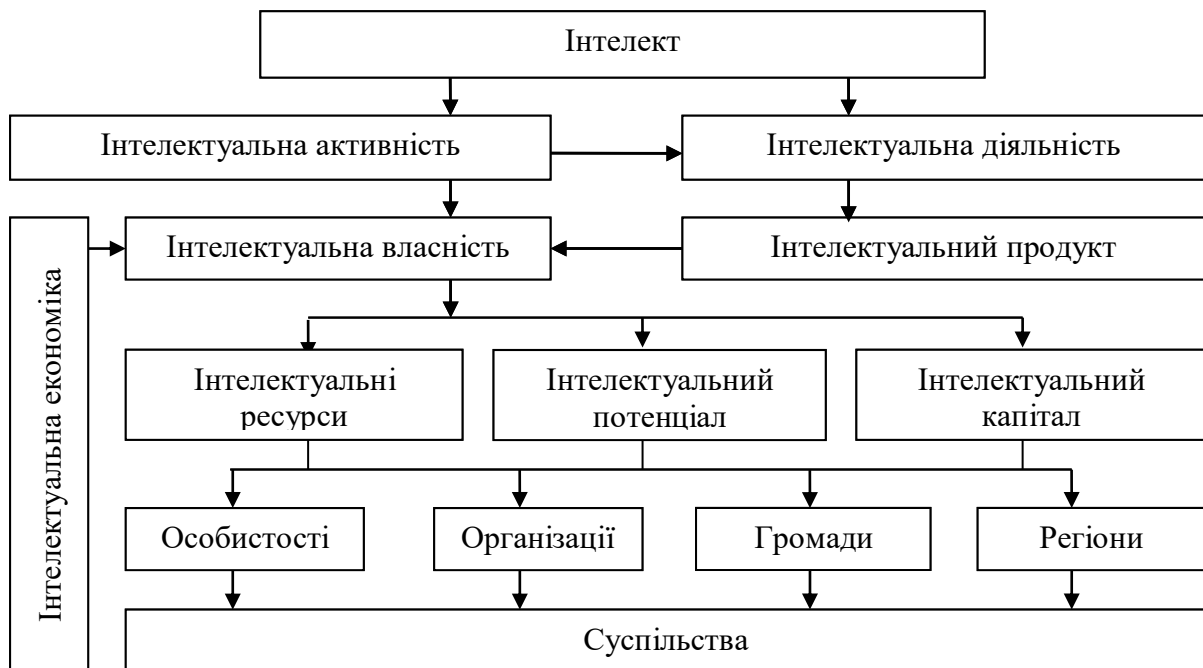 Інтелект
Інтелектуальна активність
Інтелектуальна діяльність
Інтелектуальна власність
Інтелектуальний продукт
Інтелектуальна економіка
Інтелектуальні
ресурси
Інтелектуальний
потенціал
Інтелектуальний
капітал
Особистості
Організації
Громади
Регіони
Суспільства